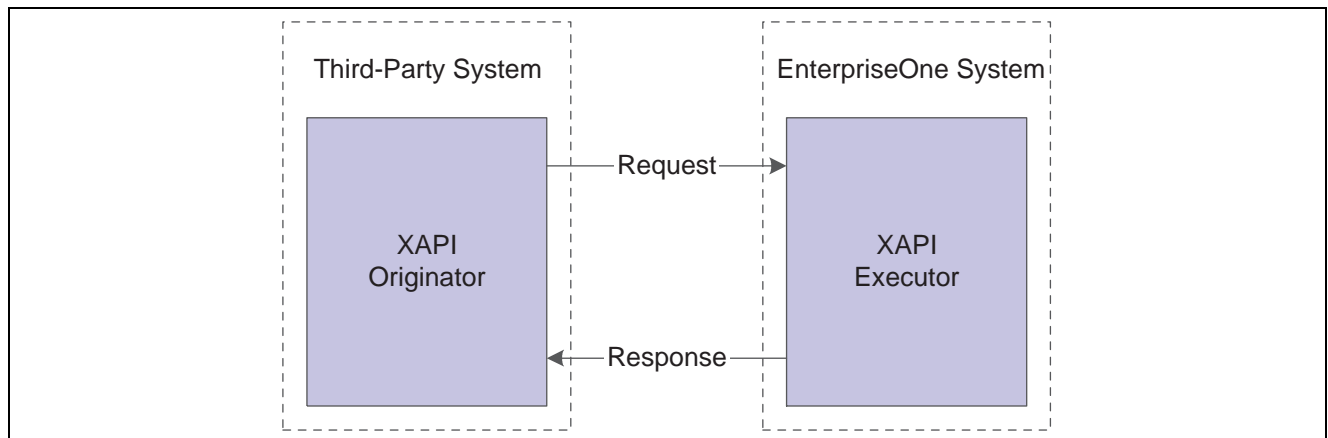 Third-Party System
EnterpriseOne System
Request
XAPI
Originator
XAPI
Executor
Response